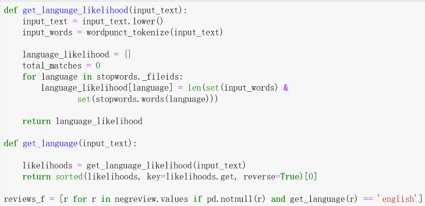 def get_language_likelihood(input_text):
    input_text = input_text.lower()
    input_words = wordpunct_tokenize(input_text)

    language_likelihood = {}
    total_matches = 0
    for language in stopwords._fileids:
        language_likelihood[language] = len(set(input_words) &
                set(stopwords.words(language)))

    return language_likelihood

def get_language(input_text):

    likelihoods = get_language_likelihood(input_text)
    return sorted(likelihoods, key=likelihoods.get, reverse=True)[0]

reviews_f = [r for r in negreview.values if pd.notnull(r) and get_language(r) == 'english']